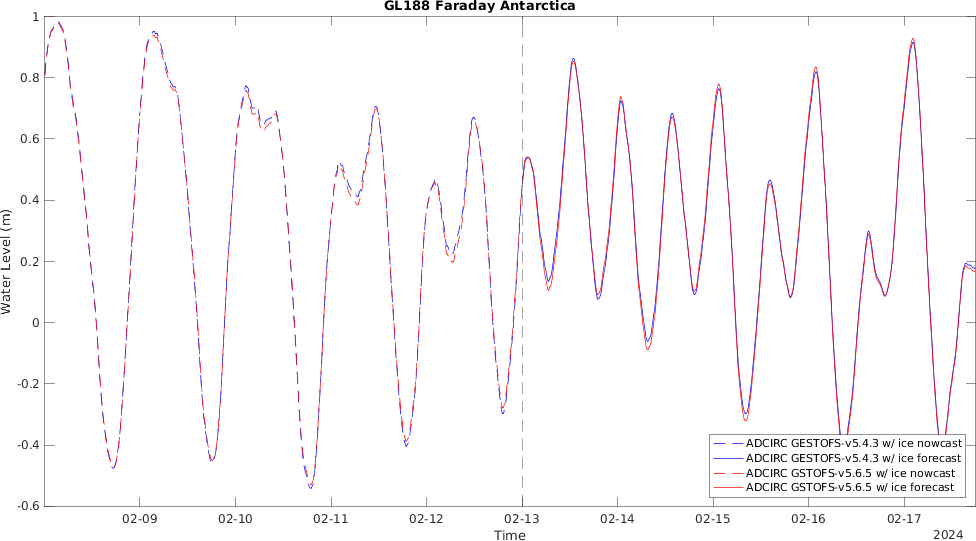 GL188 Faraday Antarctica
1
0.8
0.6
0.4
0.2
0
-0.2
-0.4
-0.6
Water Level (m)
ADCIRC GESTOFS-v5.4.3 w/ ice nowcast
ADCIRC GESTOFS-v5.4.3 w/ ice forecast
ADCIRC GSTOFS-v5.6.5 w/ ice nowcast
ADCIRC GSTOFS-v5.6.5 w/ ice forecast
02-09 02-10 02-11 02-12 02-13 02-14 02-15 02-16 02-17
Time
2024